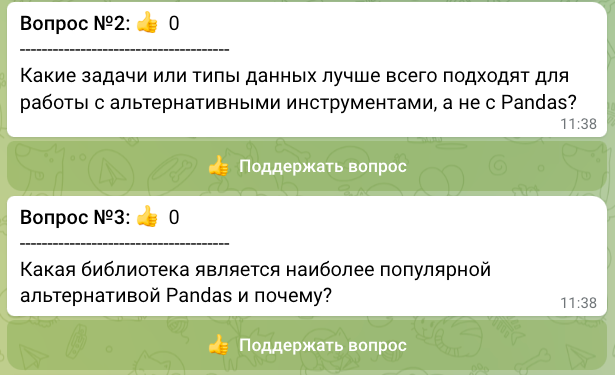 Вопрос №2: 👍 0
-------------------------------------
Какие задачи или типы данных лучше всего подходят для
работы с альтернативными инструментами, а не с Pandas?
11:38
👍 Поддержать вопрос
Вопрос №3: 👍 0
-------------------------------------
Какая библиотека является наиболее популярной
альтернативой Pandas и почему?
11:38
👍 Поддержать вопрос